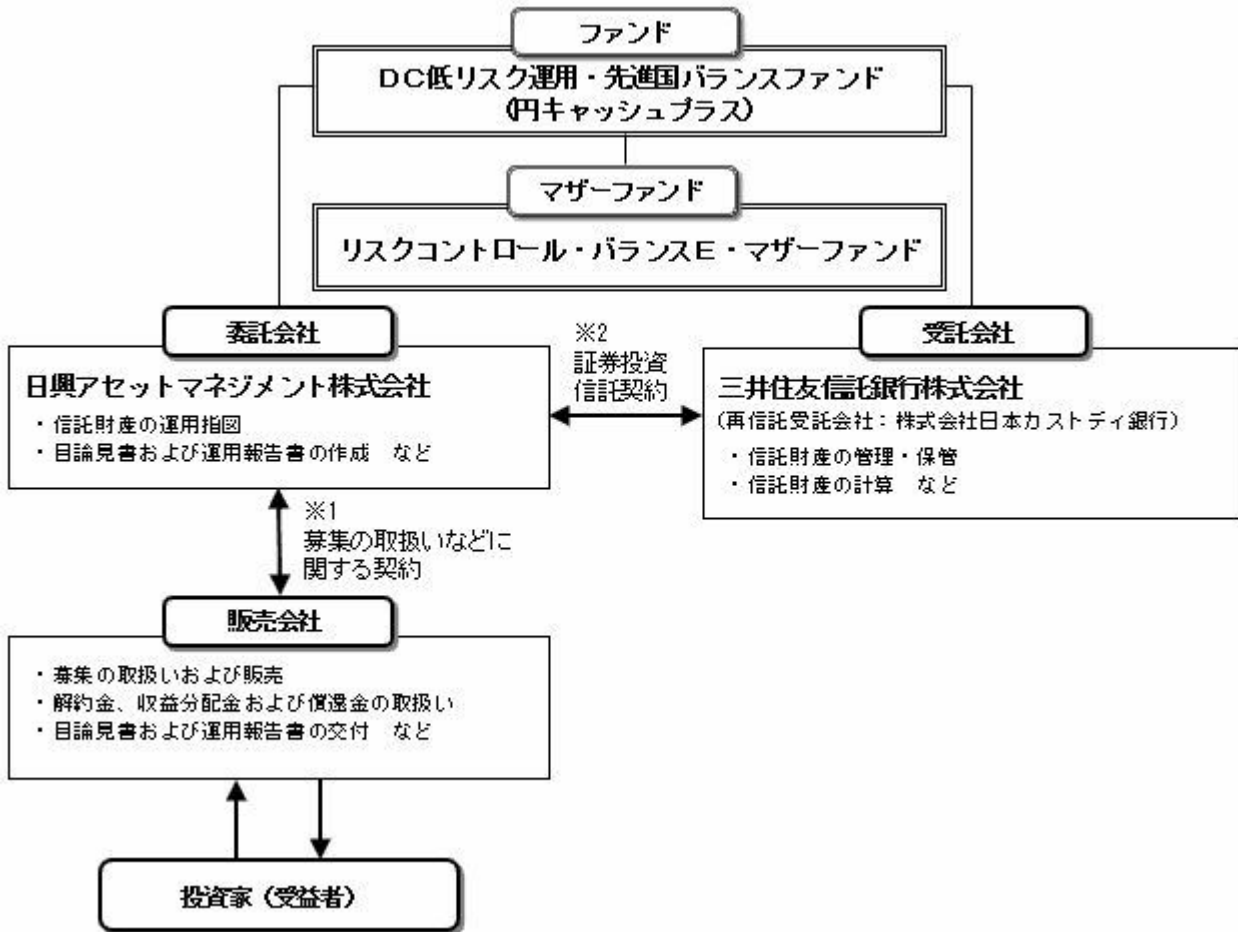 ファンド
DC低リスク運用・先進国バランスファンド
(円キャッシュプラス)
マザーファンド
リスクコントロール・バランスE・マザーファンド
委託会社
日興アセットマネジメント株式会社
・信託財産の運用指図
・目論見書および運用報告書の作成 など
※2
証券投資
信託契約
受託会社
三井住友信託銀行株式会社
(再信託受託会社:株式会社日本カストディ銀行)
・信託財産の管理・保管
・信託財産の計算 など
※1
募集の取扱いなどに
関する契約
販売会社
・募集の取扱いおよび販売
・解約金、収益分配金および償還金の取扱い
・目論見書および運用報告書の交付 など
投資家(受益者)